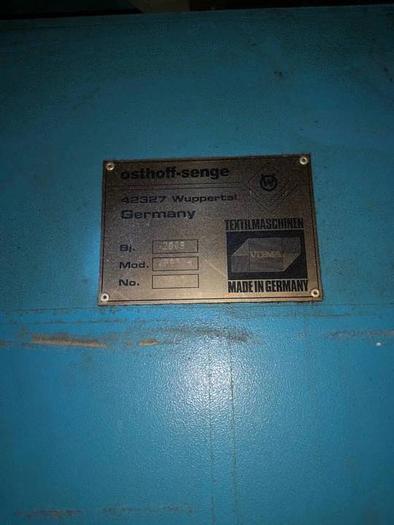 osthoff-senge
42327 Wuppertal
Germany
TEXTILMASCHINEN
Bj.
Mod.
No.
MADE IN GERMANY